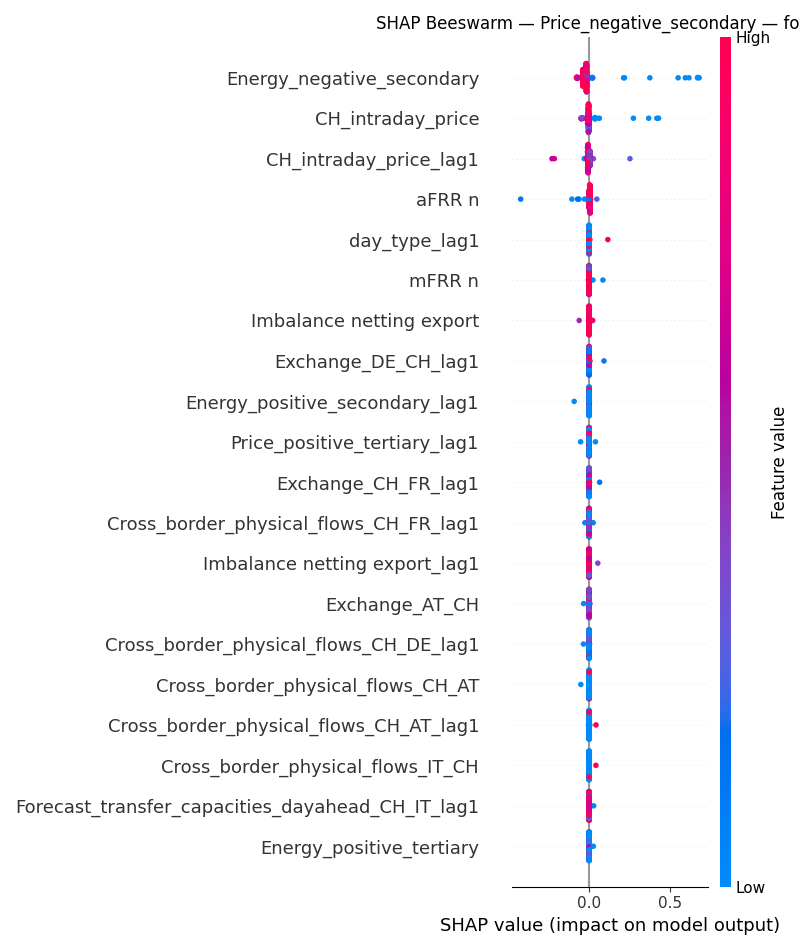 SHAP Beeswarm — Price_negative_secondary — fo
High
Energy_negative_secondary
CH_intraday_price
CH_intraday_price_lag1
aFRR n
day_type_lag1
mFRR n
Imbalance netting export
Exchange_DE_CH_lag1
Energy_positive_secondary_lag1
Price_positive_tertiary_lag1
Exchange_CH_FR_lag1
Cross_border_physical_flows_CH_FR_lag1
Imbalance netting export_lag1
Exchange_AT_CH
Cross_border_physical_flows_CH_DE_lag1
Cross_border_physical_flows_CH_AT
Cross_border_physical_flows_CH_AT_lag1
Cross_border_physical_flows_IT_CH
Forecast_transfer_capacities_dayahead_CH_IT_lag1
Energy_positive_tertiary
Feature value
Low
0.0 0.5
SHAP value (impact on model output)